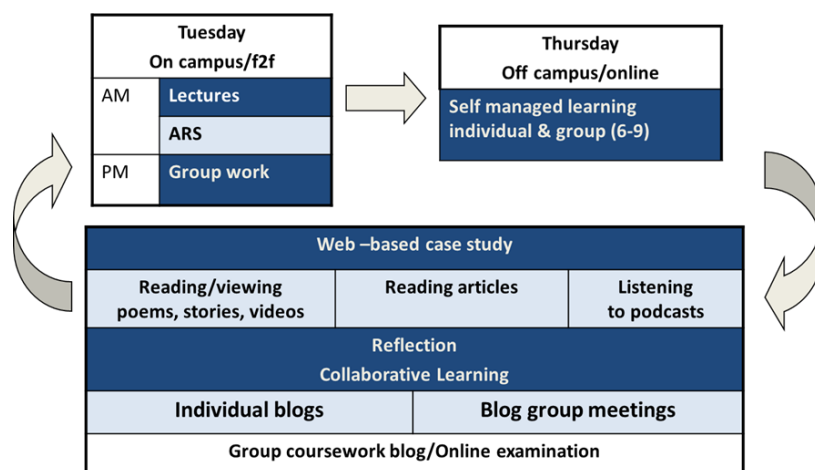 Tuesday
On campus/f2f
AM
Lectures
ARS
PM
Group work
Thursday
Off campus/online
Self managed learning
individual & group (6-9)
Web –based case study
Reading/viewing
poems, stories, videos
Reading articles
Listening
to podcasts
Reflection
Collaborative Learning
Individual blogs
Blog group meetings
Group coursework blog/Online examination